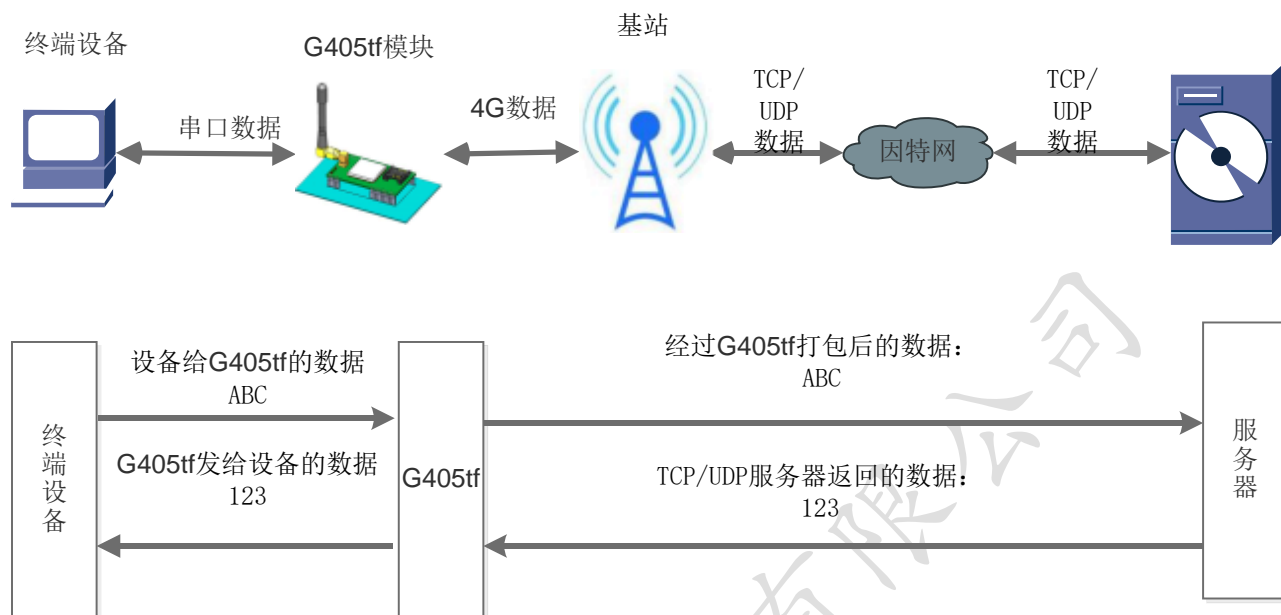 终端设备
G405tf模块
基站
串口数据
4G数据
TCP/
UDP
数据
因特网
TCP/
UDP
数据
设备给G405tf的数据
ABC
经过G405tf打包后的数据:
ABC
终端设备
G405tf发给设备的数据
123
G405tf
TCP/UDP服务器返回的数据:
123
服务器
有限公司